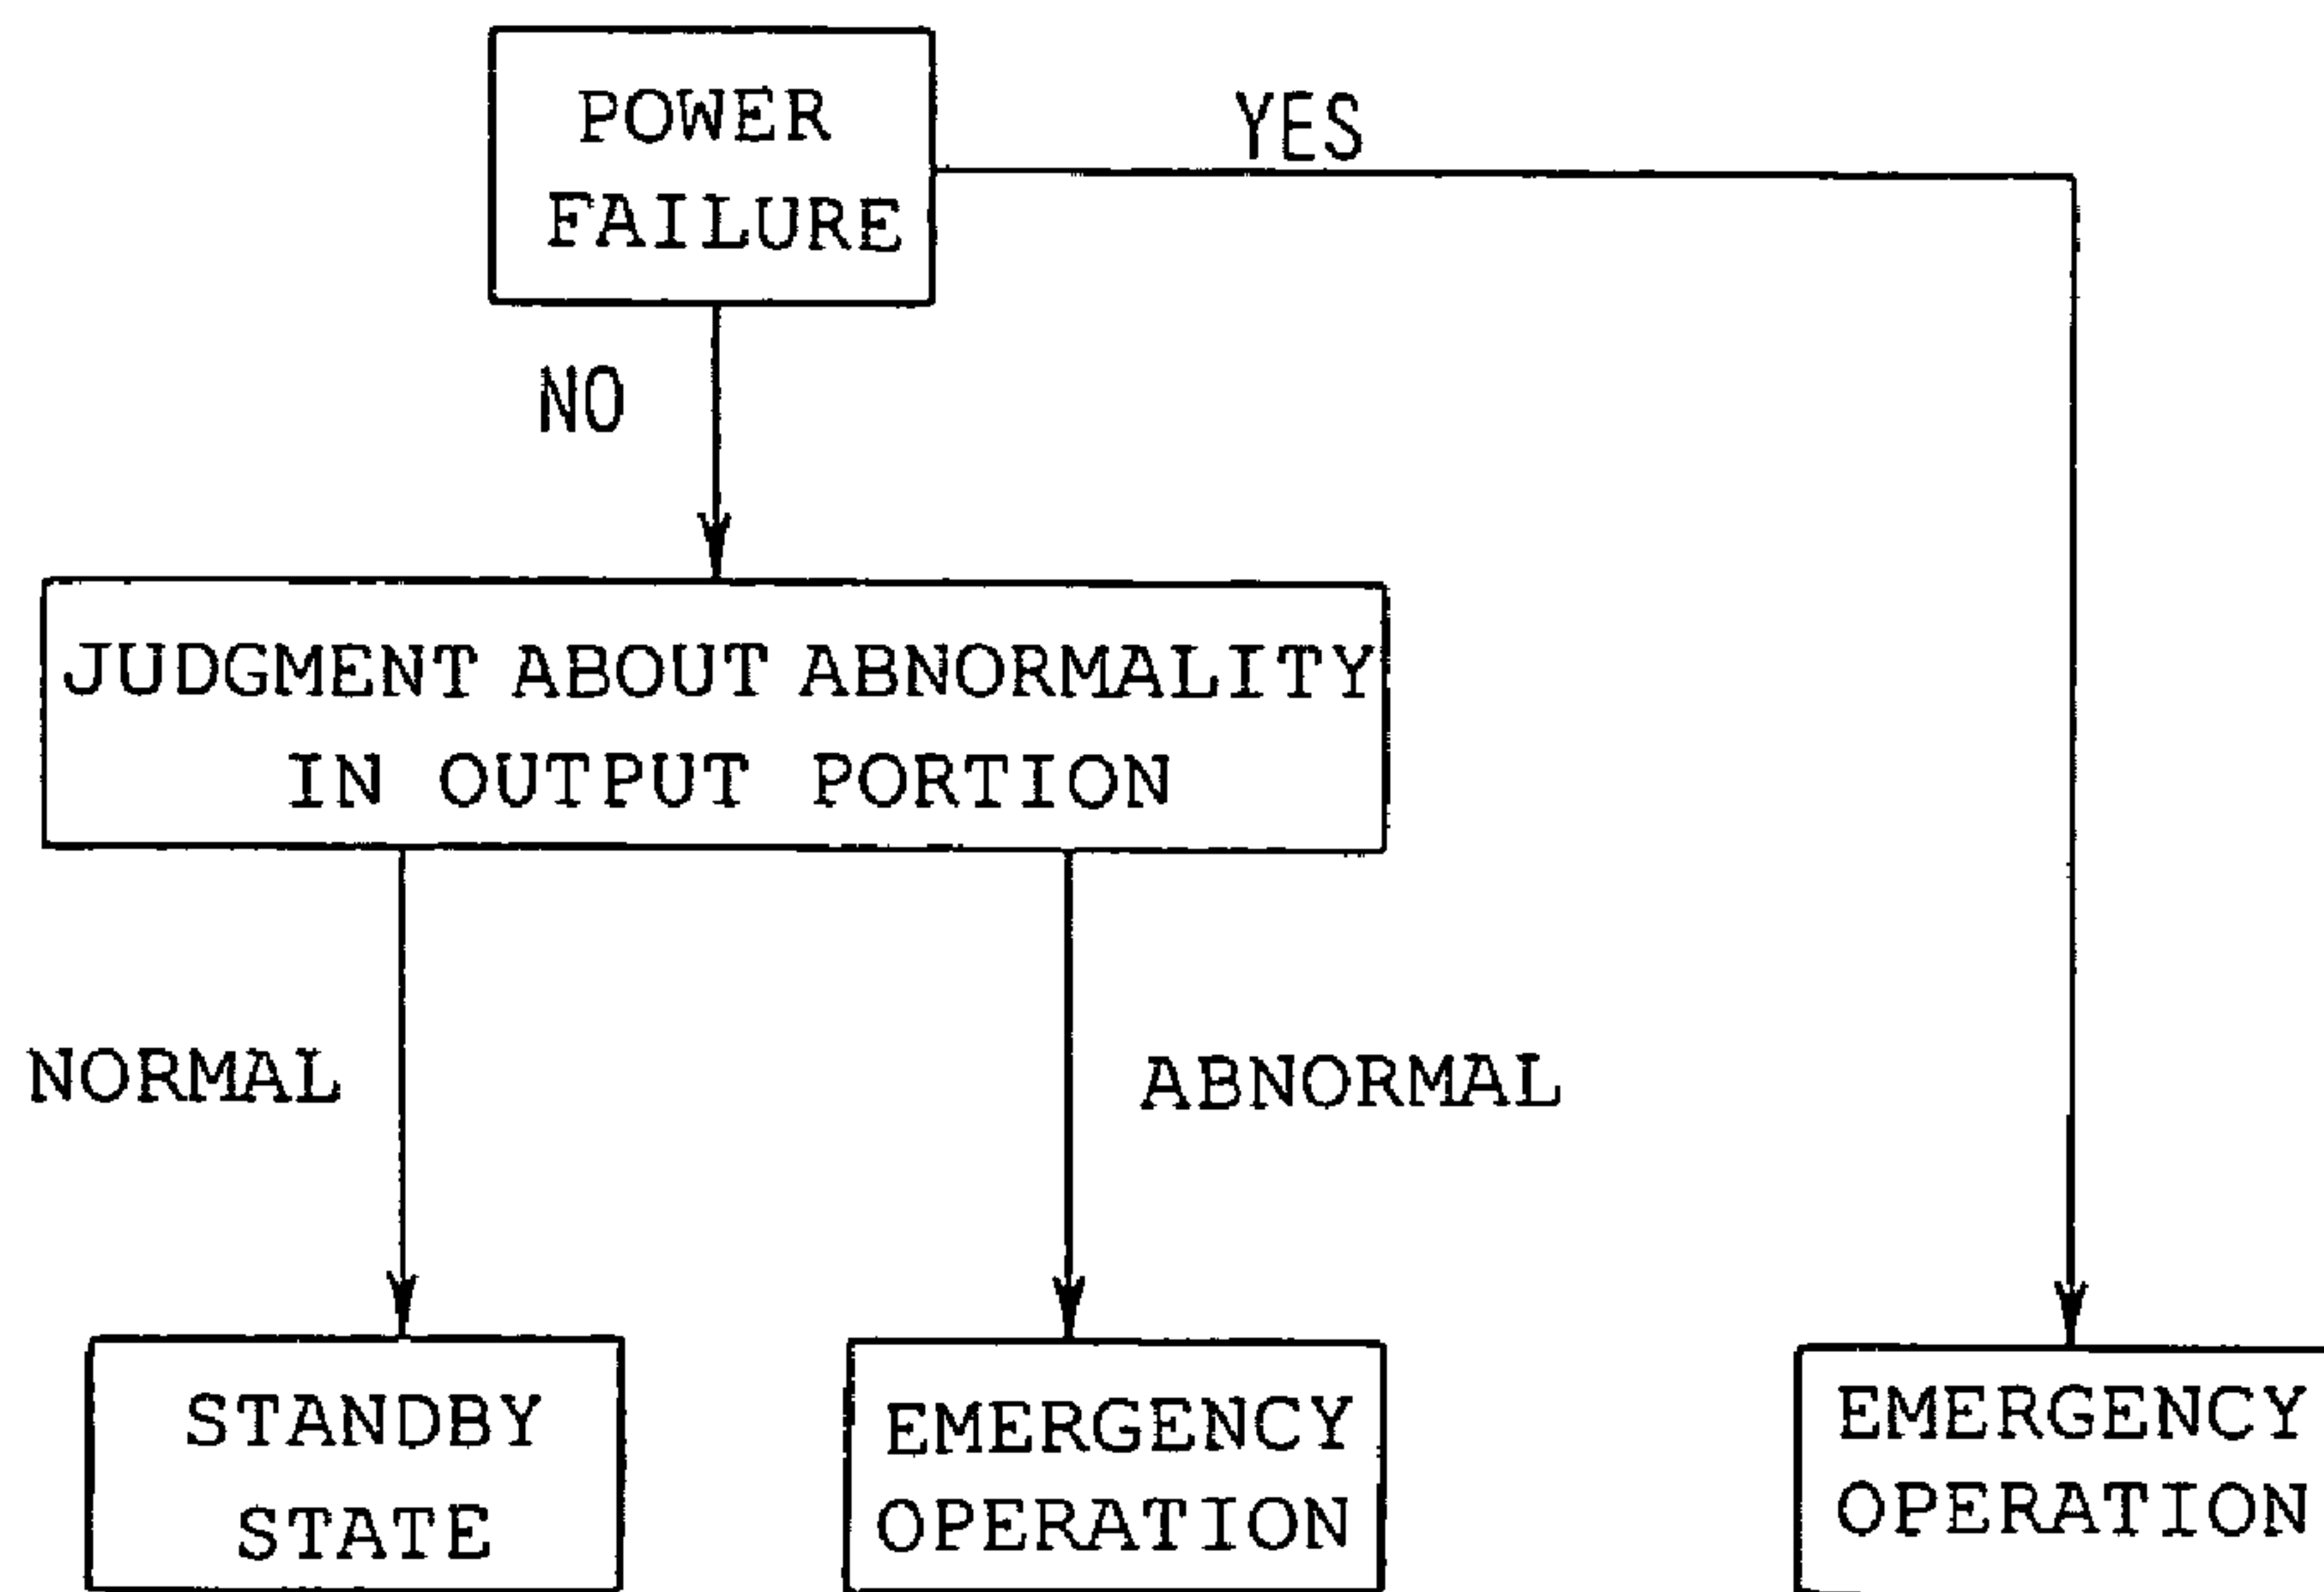 POWER
FAILURE
YES
NO
JUDGMENT ABOUT ABNORMALITY
IN OUTPUT PORTION
NORMAL
ABNORMAL
STANDBY
STATE
EMERGENCY
OPERATION
EMERGENCY
OPERATION